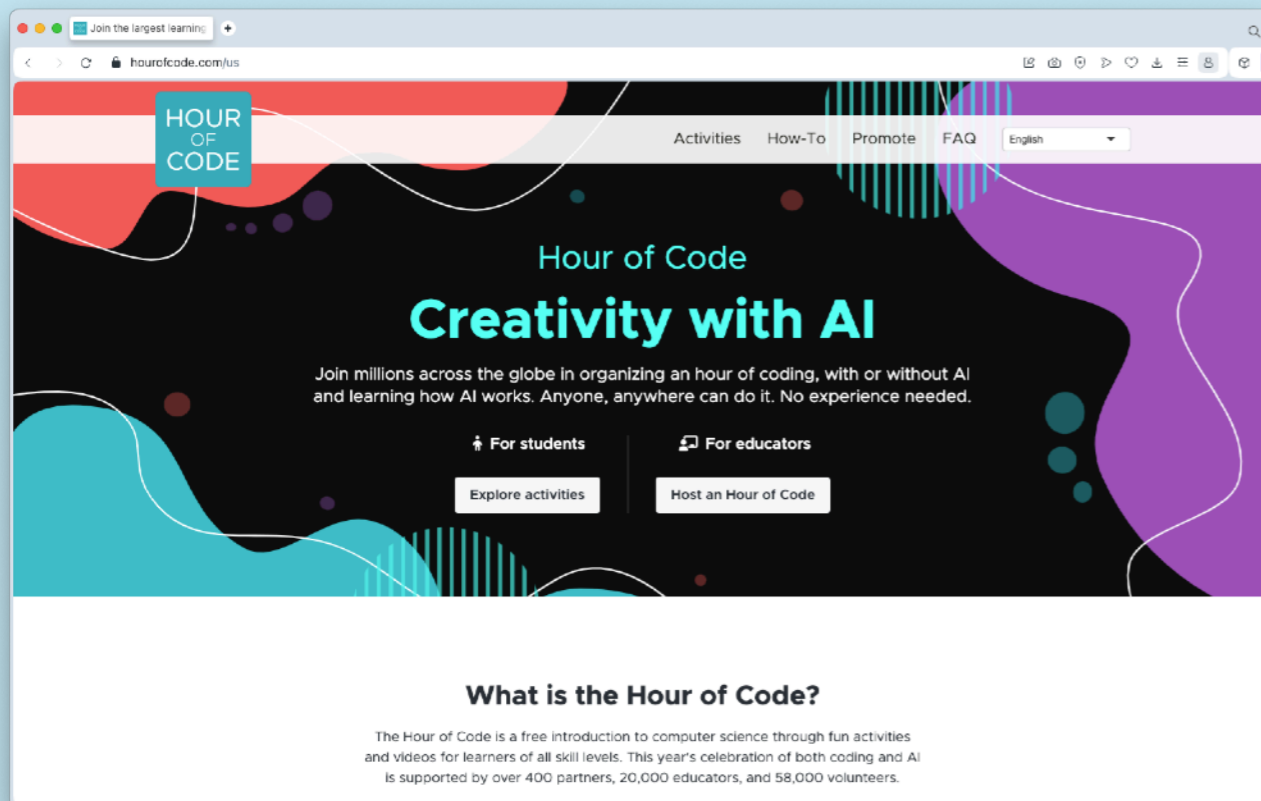 Join the largest learning
hourofcode.com/us
HOUR
OF
CODE
Activities How-To Promote FAQ English
Hour of Code
Creativity with AI
Join millions across the globe in organizing an hour of coding, with or without AI
and learning how AI works. Anyone, anywhere can do it. No experience needed.
For students For educators
Explore activities Host an Hour of Code
What is the Hour of Code?
The Hour of Code is a free introduction to computer science through fun activities
and videos for learners of all skill levels. This year's celebration of both coding and AI
is supported by over 400 partners, 20,000 educators, and 58,000 volunteers.